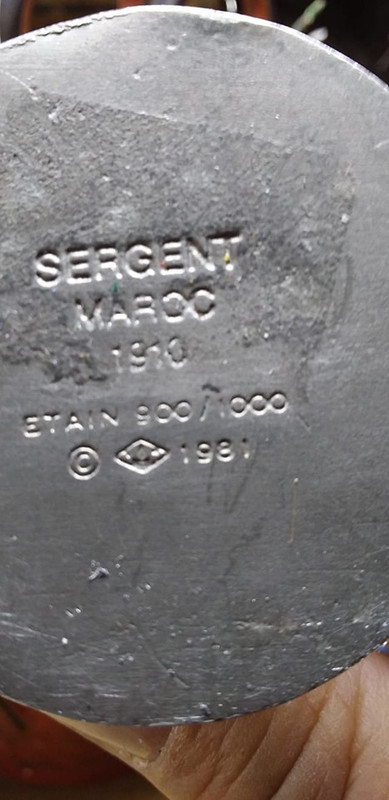 SERGENT
MAROC
1910
ETAIN 900/1000
© 1981